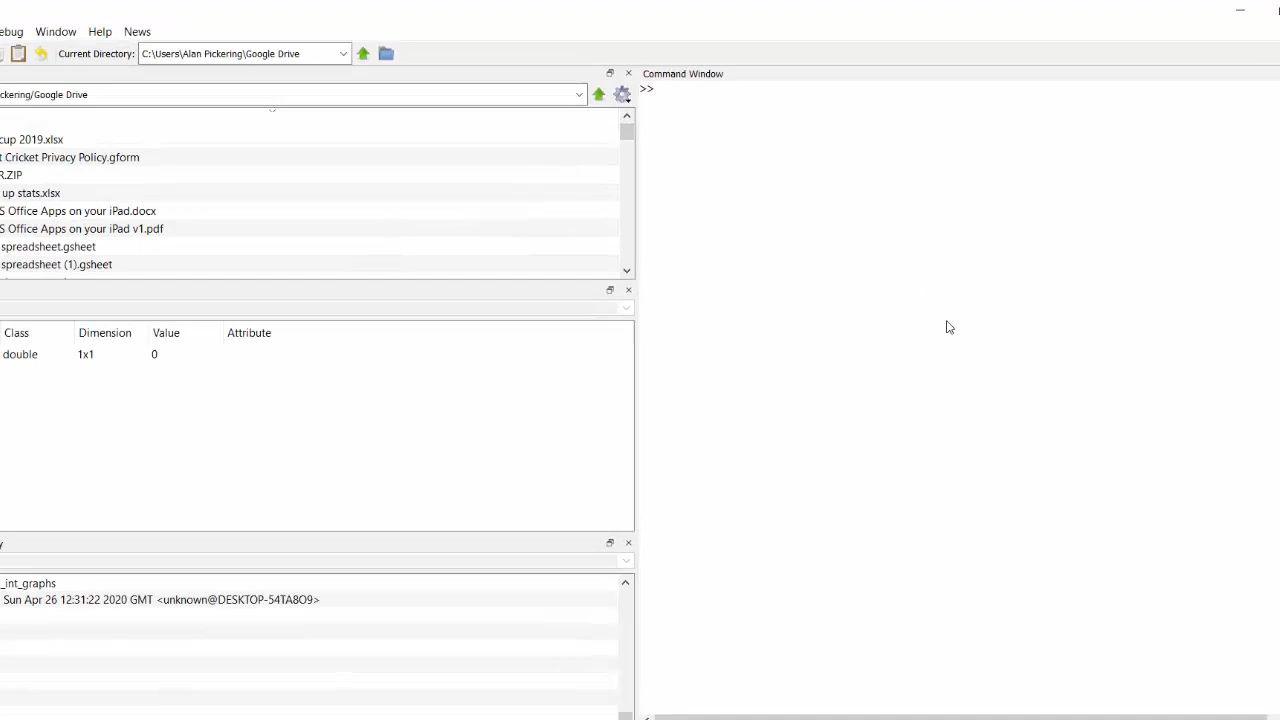 ebug Window Help News
Current Directory: C:\Users\Alan Pickering\Google Drive
Command Window
ckering/Google Drive
>>
cup 2019.xlsx
t Cricket Privacy Policy.gform
R.ZIP
up stats.xlsx
S Office Apps on your iPad.docx
S Office Apps on your iPad v1.pdf
spreadsheet.gsheet
spreadsheet (1).gsheet
Class Dimension Value Attribute
double 1x1 0
y
_int_graphs
Sun Apr 26 12:31:22 2020 GMT <unknown@DESKTOP-54TA8O9>